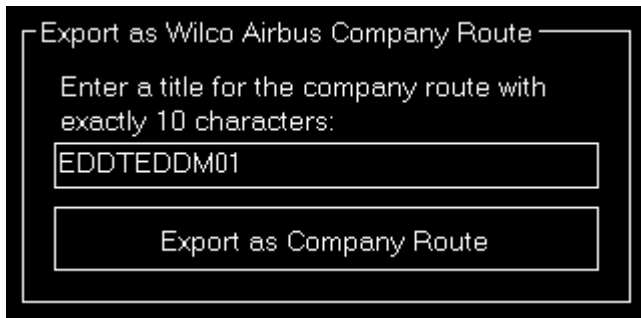 Export as Wilco Airbus Company Route
Enter a title for the company route with
exactly 10 characters:
EDDTEDDM01
Export as Company Route